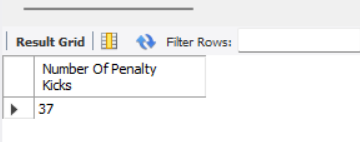 Result Grid Filter Rows:
Number Of Penalty
Kicks
37